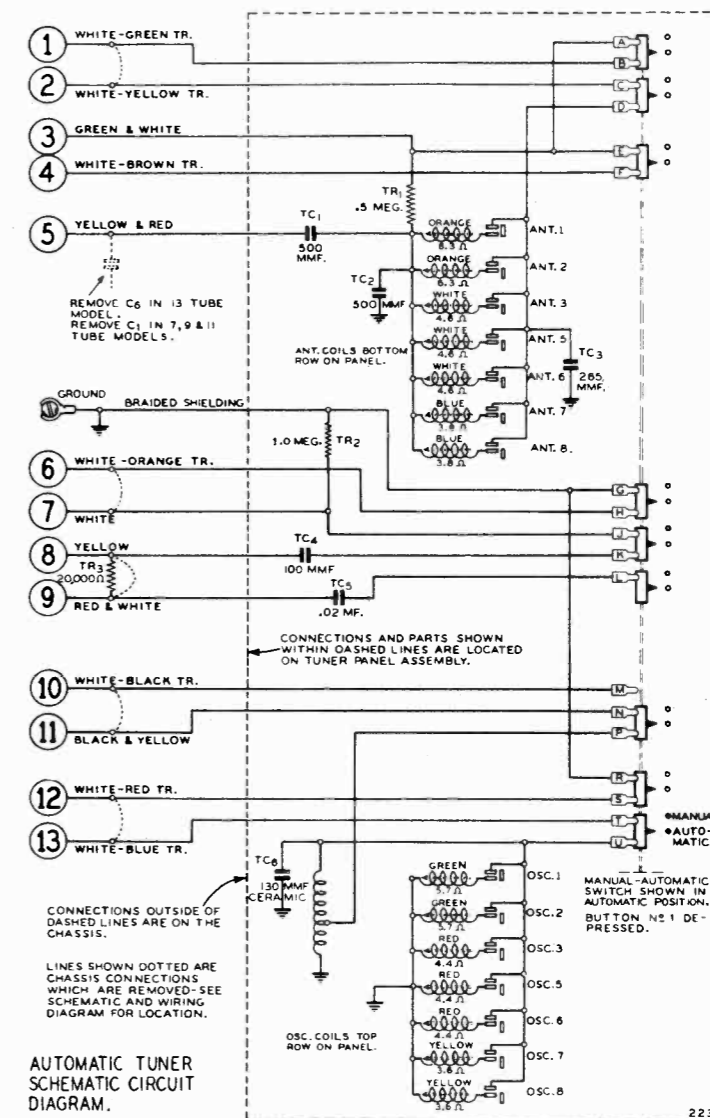 1 WHITE-GREEN TR.
2 WHITE-YELLOW TR.
3 GREEN & WHITE
4 WHITE-BROWN TR.
A
B
C
D
E
F
TR1
.5 MEG.
5 YELLOW & RED
TC1
500
MMF.
REMOVE C6 IN 13 TUBE
MODEL.
REMOVE C1 IN 7, 9 & 11
TUBE MODELS.
TC2
500 MMF
ANT. COILS BOTTOM
ROW ON PANEL.
ORANGE
6.3 Ω
ANT. 1
ORANGE
6.3 Ω
ANT. 2
WHITE
4.6 Ω
ANT. 3
WHITE
4.6 Ω
ANT. 5
WHITE
4.6 Ω
ANT. 6
BLUE
3.8 Ω
ANT. 7
BLUE
3.8 Ω
ANT. 8.
TC3
265
MMF.
GROUND
BRAIDED SHIELDING
1.0 MEG. TR2
6 WHITE-ORANGE TR.
7 WHITE
8 YELLOW
TR3
20,000Ω
9 RED & WHITE
TC4
100 MMF
TC5
.02 MF.
G
H
J
K
L
CONNECTIONS AND PARTS SHOWN
WITHIN DASHED LINES ARE LOCATED
ON TUNER PANEL ASSEMBLY.
10 WHITE-BLACK TR.
11 BLACK & YELLOW
12 WHITE-RED TR.
13 WHITE-BLUE TR.
M
N
P
R
S
T
U
MANUA
AUTO-
MATIC
MANUAL-AUTOMATIC
SWITCH SHOWN IN
AUTOMATIC POSITION.
BUTTON Nº 1 DE-
PRESSED.
130 MMF
CERAMIC
CONNECTIONS OUTSIDE OF
DASHED LINES ARE ON THE
CHASSIS.
LINES SHOWN DOTTED ARE
CHASSIS CONNECTIONS
WHICH ARE REMOVED-SEE
SCHEMATIC AND WIRING
DIAGRAM FOR LOCATION.
OSC. COILS TOP
ROW ON PANEL.
GREEN
5.7 Ω
OSC. 1
GREEN
5.7 Ω
OSC. 2
RED
4.4 Ω
OSC. 3
RED
4.4 Ω
OSC. 5
RED
4.4 Ω
OSC. 6
YELLOW
3.6 Ω
OSC. 7
YELLOW
3.6 Ω
OSC. 8
AUTOMATIC TUNER
SCHEMATIC CIRCUIT
DIAGRAM.